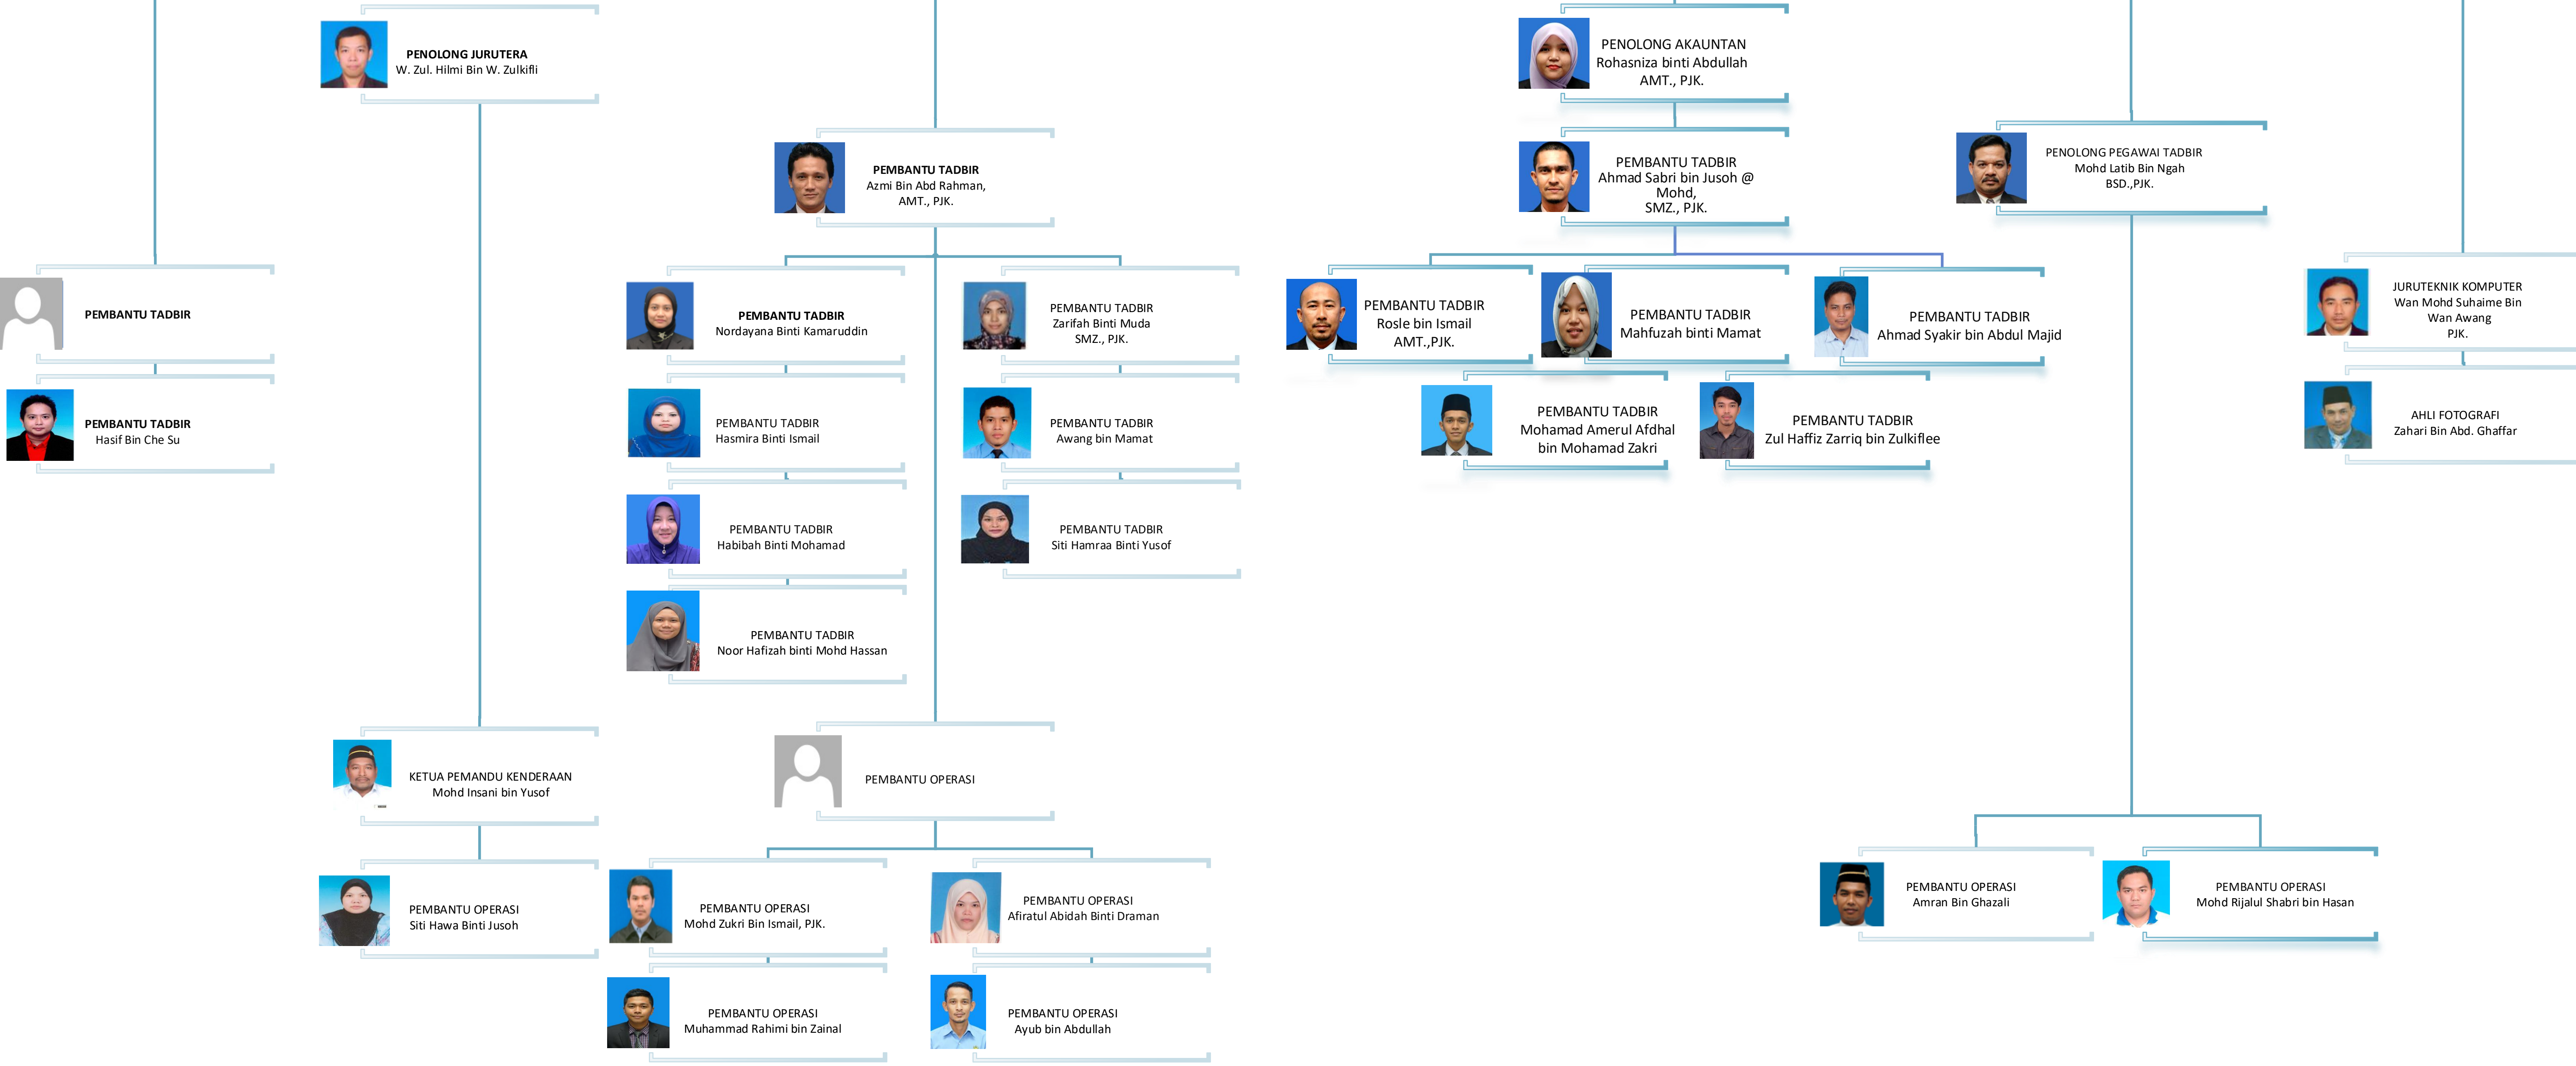 PENOLONG JURUTERA
W. Zul. Hilmi Bin W. Zulkifli
PENOLONG AKAUNTAN
Rohasniza binti Abdullah
AMT., PJK.
PEMBANTU TADBIR
Azmi Bin Abd Rahman,
AMT., PJK.
PEMBANTU TADBIR
Ahmad Sabri bin Jusoh @
Mohd,
SMZ., PJK.
PENOLONG PEGAWAI TADBIR
Mohd Latib Bin Ngah
BSD.,PJK.
PEMBANTU TADBIR
PEMBANTU TADBIR
Hasif Bin Che Su
PEMBANTU TADBIR
Nordayana Binti Kamaruddin
PEMBANTU TADBIR
Zarifah Binti Muda
SMZ., PJK.
PEMBANTU TADBIR
Rosle bin Ismail
AMT.,PJK.
PEMBANTU TADBIR
Mahfuzah binti Mamat
PEMBANTU TADBIR
Ahmad Syakir bin Abdul Majid
JURUTEKNIK KOMPUTER
Wan Mohd Suhaime Bin
Wan Awang
PJK.
PEMBANTU TADBIR
Hasmira Binti Ismail
PEMBANTU TADBIR
Awang bin Mamat
PEMBANTU TADBIR
Mohamad Amerul Afdhal
bin Mohamad Zakri
PEMBANTU TADBIR
Zul Haffiz Zarriq bin Zulkiflee
AHLI FOTOGRAFI
Zahari Bin Abd. Ghaffar
PEMBANTU TADBIR
Habibah Binti Mohamad
PEMBANTU TADBIR
Siti Hamraa Binti Yusof
PEMBANTU TADBIR
Noor Hafizah binti Mohd Hassan
KETUA PEMANDU KENDERAAN
Mohd Insani bin Yusof
PEMBANTU OPERASI
PEMBANTU OPERASI
Siti Hawa Binti Jusoh
PEMBANTU OPERASI
Mohd Zukri Bin Ismail, PJK.
PEMBANTU OPERASI
Afiratul Abidah Binti Draman
PEMBANTU OPERASI
Amran Bin Ghazali
PEMBANTU OPERASI
Mohd Rijalul Shabri bin Hasan
PEMBANTU OPERASI
Muhammad Rahimi bin Zainal
PEMBANTU OPERASI
Ayub bin Abdullah